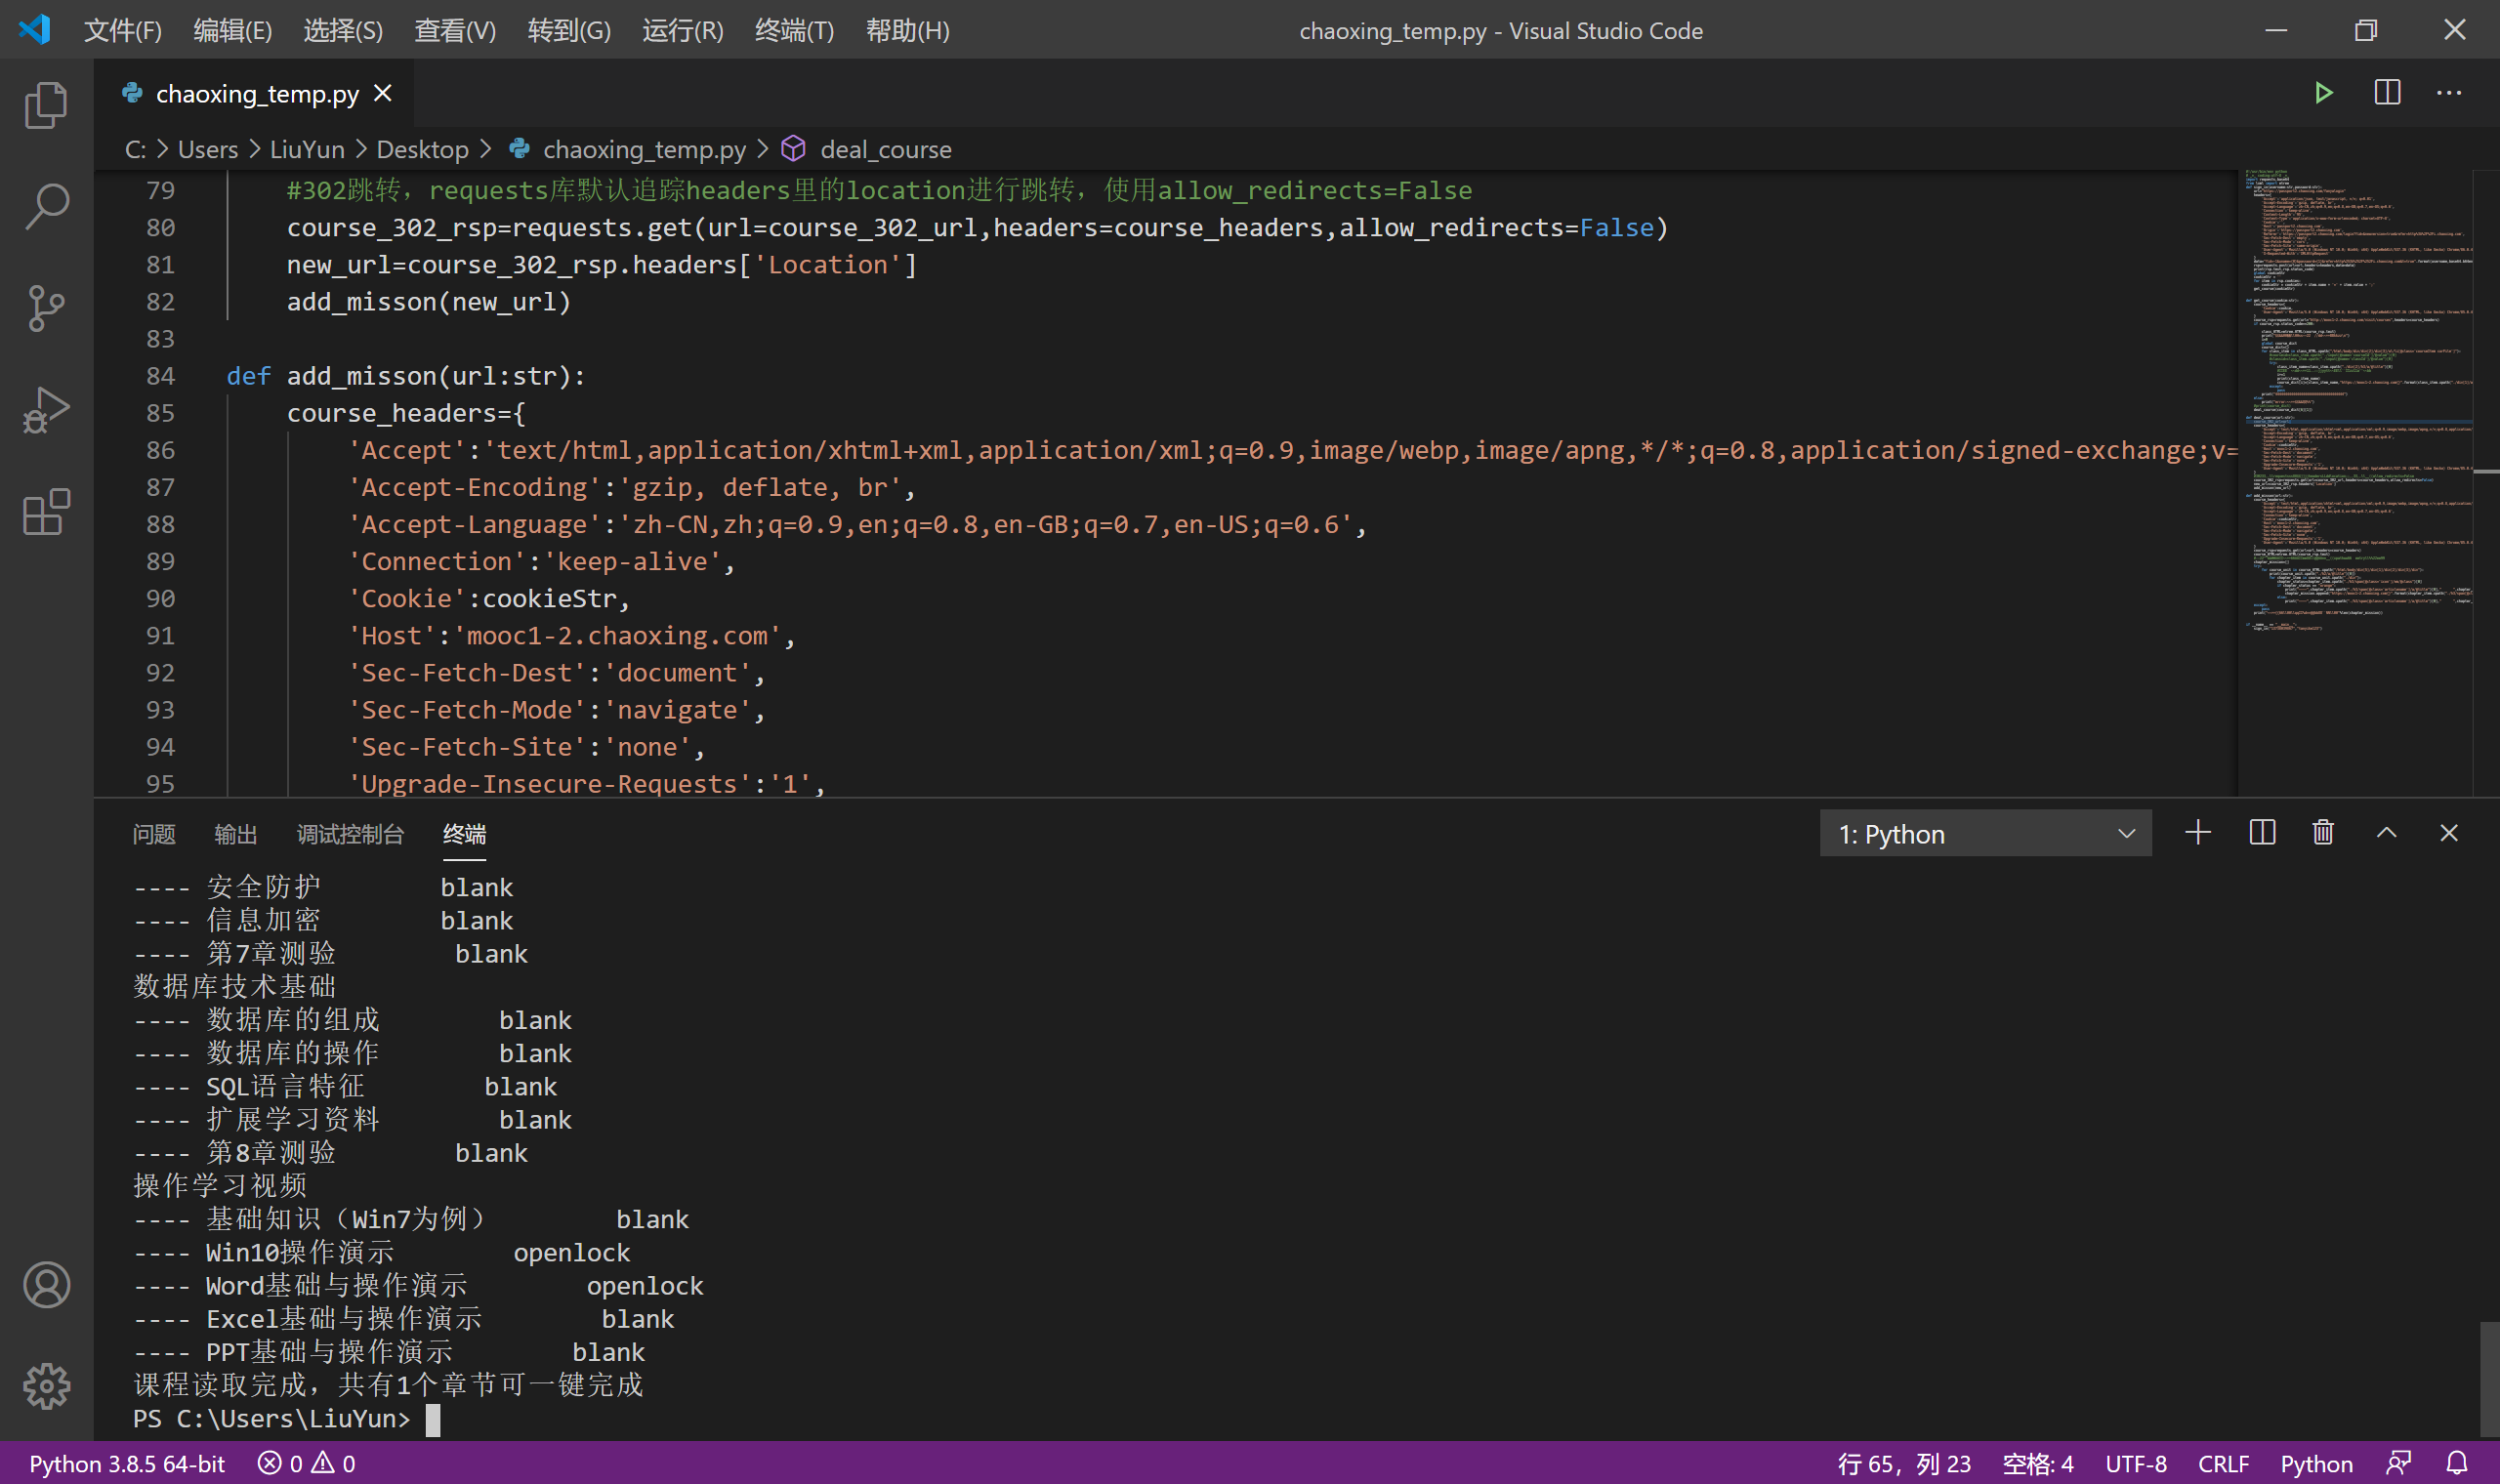 文件(F) 编辑(E) 选择(S) 查看(V) 转到(G) 运行(R) 终端(T) 帮助(H) chaoxing_temp.py - Visual Studio Code
chaoxing_temp.py
C: > Users > LiuYun > Desktop > chaoxing_temp.py > deal_course
79 #302跳转，requests库默认追踪headers里的location进行跳转，使用allow_redirects=False
80 course_302_rsp=requests.get(url=course_302_url,headers=course_headers,allow_redirects=False)
81 new_url=course_302_rsp.headers['Location']
82 add_misson(new_url)
83
84 def add_misson(url:str):
85 course_headers={
86 'Accept':'text/html,application/xhtml+xml,application/xml;q=0.9,image/webp,image/apng,*/*;q=0.8,application/signed-exchange;v=
87 'Accept-Encoding':'gzip, deflate, br',
88 'Accept-Language':'zh-CN,zh;q=0.9,en;q=0.8,en-GB;q=0.7,en-US;q=0.6',
89 'Connection':'keep-alive',
90 'Cookie':cookieStr,
91 'Host':'mooc1-2.chaoxing.com',
92 'Sec-Fetch-Dest':'document',
93 'Sec-Fetch-Mode':'navigate',
94 'Sec-Fetch-Site':'none',
95 'Upgrade-Insecure-Requests':'1',
问题 输出 调试控制台 终端 1: Python
---- 安全防护 blank
---- 信息加密 blank
---- 第7章测验 blank
数据库技术基础
---- 数据库的组成 blank
---- 数据库的操作 blank
---- SQL语言特征 blank
---- 扩展学习资料 blank
---- 第8章测验 blank
操作学习视频
---- 基础知识（Win7为例） blank
---- Win10操作演示 openlock
---- Word基础与操作演示 openlock
---- Excel基础与操作演示 blank
---- PPT基础与操作演示 blank
课程读取完成，共有1个章节可一键完成
PS C:\Users\LiuYun>
Python 3.8.5 64-bit 0 0 行 65，列 23 空格: 4 UTF-8 CRLF Python